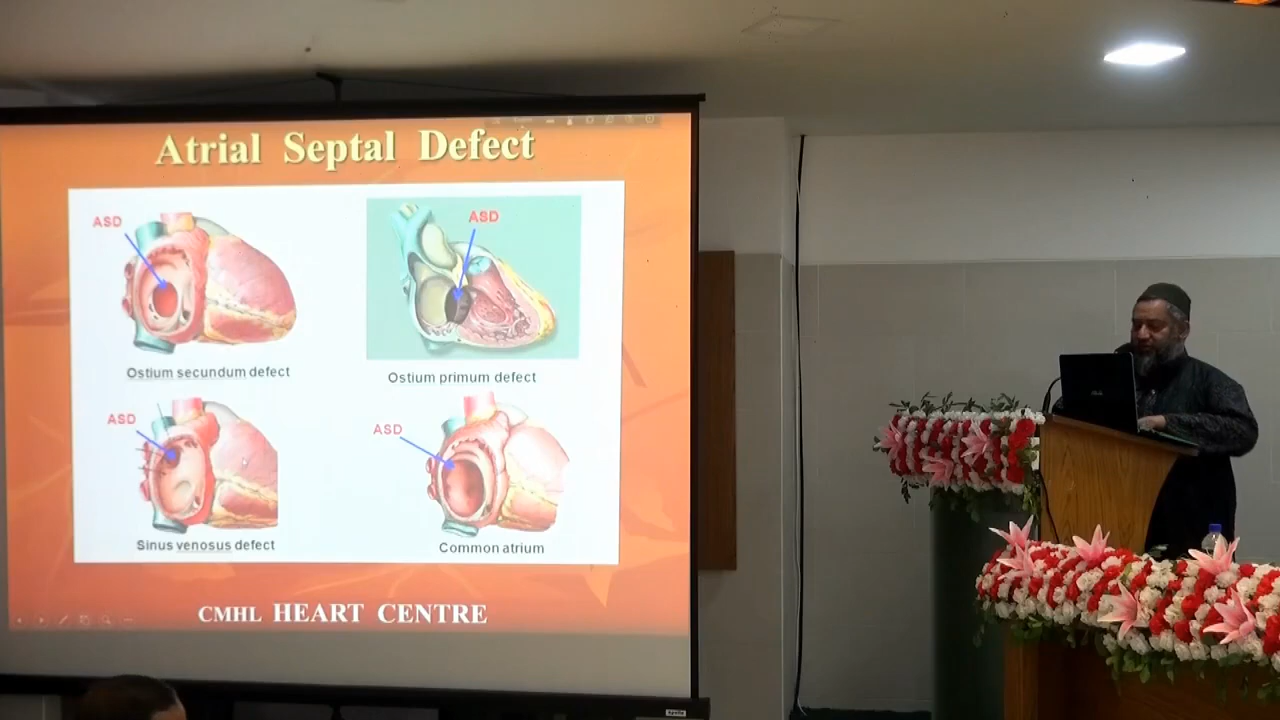 Atrial Septal Defect
ASD
Ostium secundum defect
ASD
Ostium primum defect
ASD
Sinus venosus defect
ASD
Common atrium
CMHL HEART CENTRE